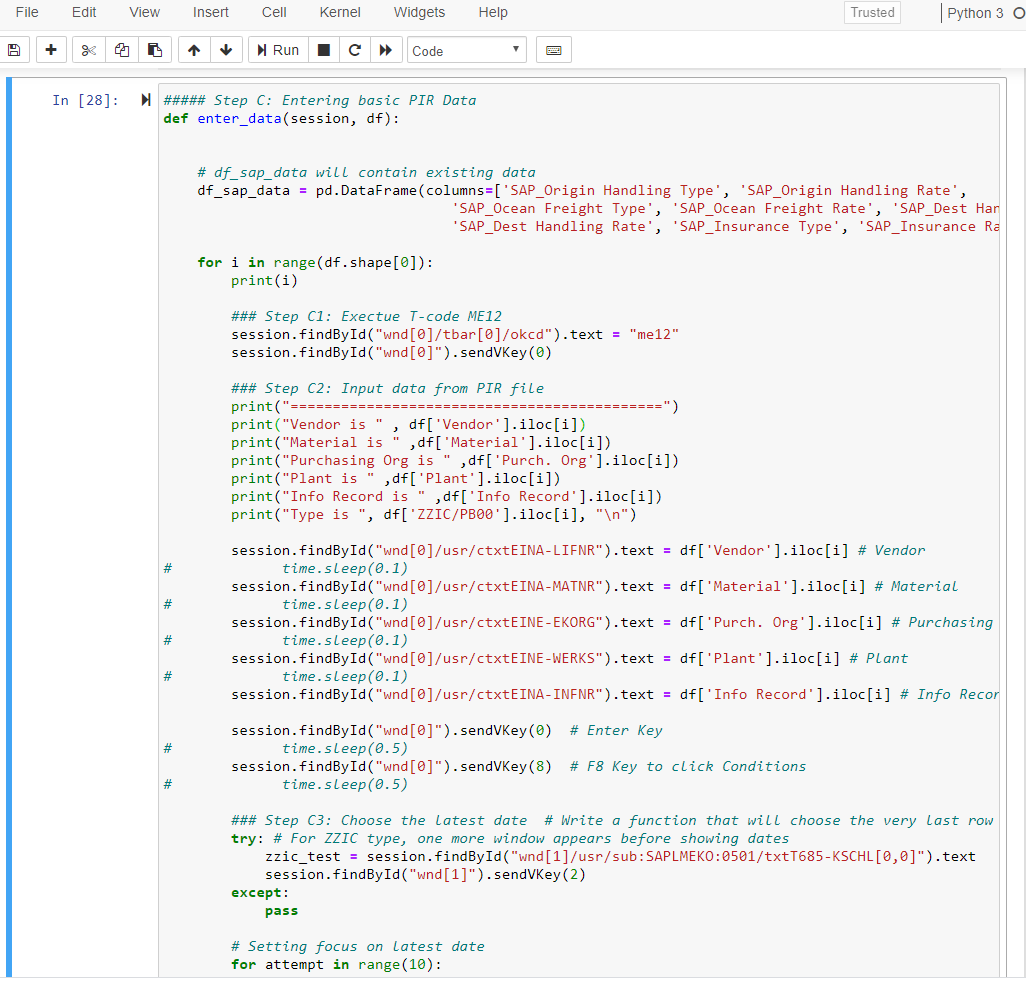 File Edit View Insert Cell Kernel Widgets Help Trusted Python 3
Run Code
In [28]:
##### Step C: Entering basic PIR Data
def enter_data(session, df):
    # df_sap_data will contain existing data
    df_sap_data = pd.DataFrame(columns=['SAP_Origin Handling Type', 'SAP_Origin Handling Rate',
                                  'SAP_Ocean Freight Type', 'SAP_Ocean Freight Rate', 'SAP_Dest Han
                                  'SAP_Dest Handling Rate', 'SAP_Insurance Type', 'SAP_Insurance Ra
    for i in range(df.shape[0]):
        print(i)
        ### Step C1: Exectue T-code ME12
        session.findById("wnd[0]/tbar[0]/okcd").text = "me12"
        session.findById("wnd[0]").sendVKey(0)
        ### Step C2: Input data from PIR file
        print("============================================")
        print("Vendor is " , df['Vendor'].iloc[i])
        print("Material is " ,df['Material'].iloc[i])
        print("Purchasing Org is " ,df['Purch. Org'].iloc[i])
        print("Plant is " ,df['Plant'].iloc[i])
        print("Info Record is " ,df['Info Record'].iloc[i])
        print("Type is ", df['ZZIC/PB00'].iloc[i], "\n")
        session.findById("wnd[0]/usr/ctxtEINA-LIFNR").text = df['Vendor'].iloc[i] # Vendor
#             time.sleep(0.1)
        session.findById("wnd[0]/usr/ctxtEINA-MATNR").text = df['Material'].iloc[i] # Material
#             time.sleep(0.1)
        session.findById("wnd[0]/usr/ctxtEINE-EKORG").text = df['Purch. Org'].iloc[i] # Purchasing
#             time.sleep(0.1)
        session.findById("wnd[0]/usr/ctxtEINE-WERKS").text = df['Plant'].iloc[i] # Plant
#             time.sleep(0.1)
        session.findById("wnd[0]/usr/ctxtEINA-INFNR").text = df['Info Record'].iloc[i] # Info Recor
        session.findById("wnd[0]").sendVKey(0)  # Enter Key
#             time.sleep(0.5)
        session.findById("wnd[0]").sendVKey(8)  # F8 Key to click Conditions
#             time.sleep(0.5)
        ### Step C3: Choose the latest date  # Write a function that will choose the very last row
        try: # For ZZIC type, one more window appears before showing dates
            zzic_test = session.findById("wnd[1]/usr/sub:SAPLMEKO:0501/txtT685-KSCHL[0,0]").text
            session.findById("wnd[1]").sendVKey(2)
        except:
            pass
        # Setting focus on latest date
        for attempt in range(10):